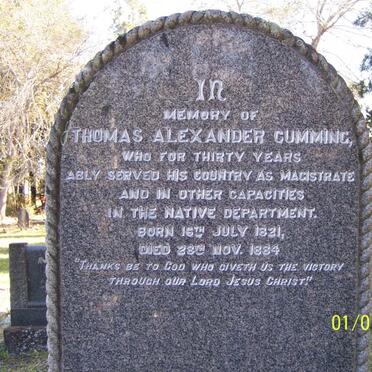 In
MEMORY OF
THOMAS ALEXANDER CUMMING,
WHO FOR THIRTY YEARS
ABLY SERVED HIS COUNTRY AS MAGISTRATE
AND IN OTHER CAPACITIES
IN THE NATIVE DEPARTMENT.
BORN 16TH JULY 1821,
DIED 28TH NOV. 1884
"THANKS BE TO GOD WHO GIVETH US THE VICTORY
THROUGH OUR LORD JESUS CHRIST."
01/0